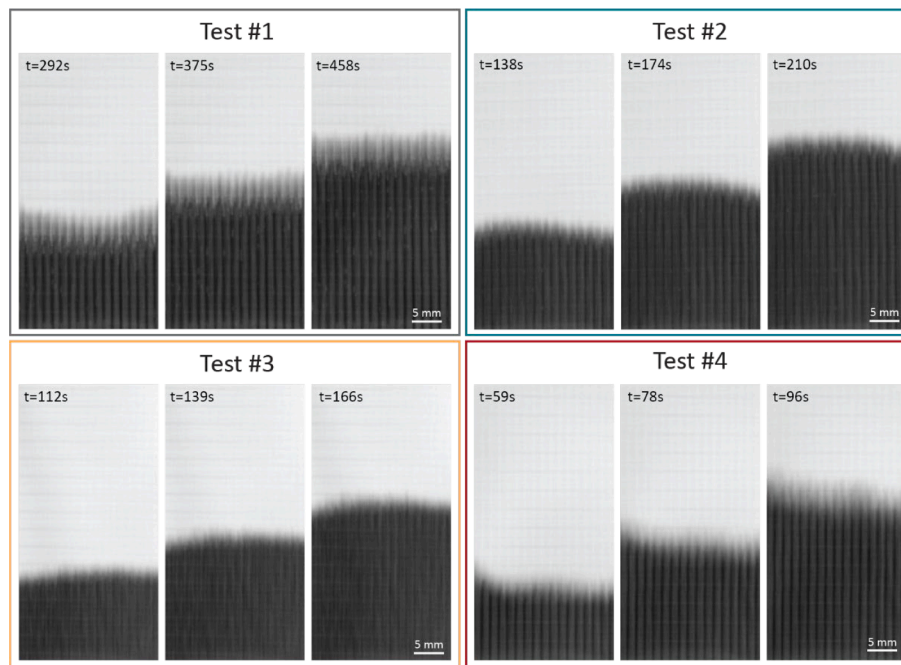 Test #1
t=292s
t=375s
t=458s
5 mm
Test #2
t=138s
t=174s
t=210s
5 mm
Test #3
t=112s
t=139s
t=166s
5 mm
Test #4
t=59s
t=78s
t=96s
5 mm